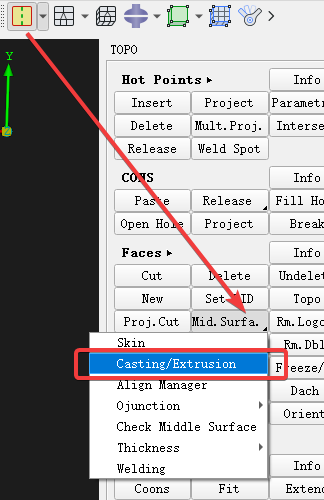 TOPO
Y
Z
Hot Points ▸ Info
Insert Project Parametr
Delete Mult.Proj. Interse
Release Weld Spot
CONS Info
Paste Release Fill Ho
Open Hole Project Break
Faces ▸ Info
Cut Delete Undelet
New Set ID Topo
Proj.Cut Mid.Surfa. Rm.Logo
Skin Rm.Dbl
Casting/Extrusion Freeze/
Align Manager Dach
Ojunction Orient
Check Middle Surface
Thickness
Welding
Coons Fit Extend